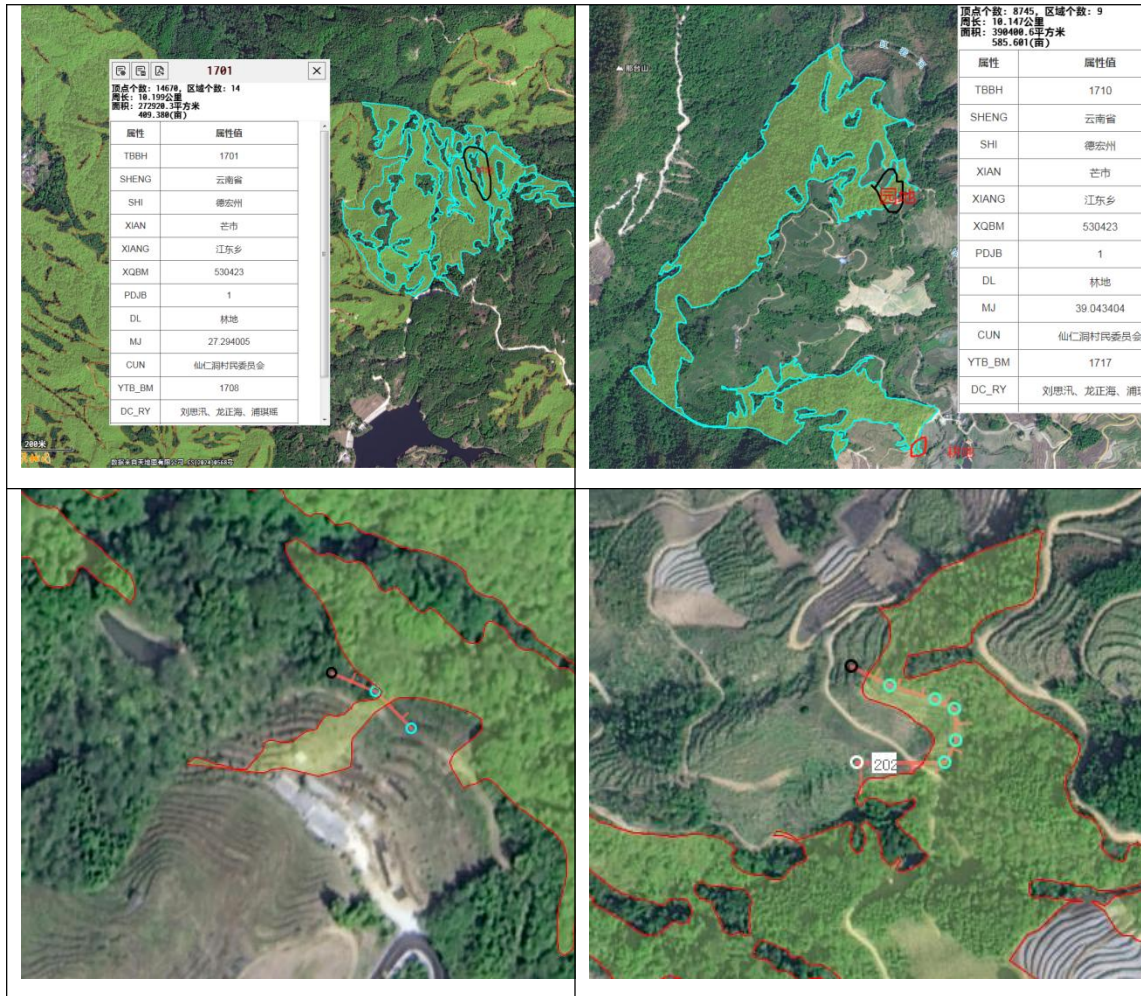 1701
顶点个数: 14670, 区域个数: 14
周长: 10.199公里
面积: 272920.3平方米
409.380(亩)
属性 属性值
TBBH 1701
SHENG 云南省
SHI 德宏州
XIAN 芒市
XIANG 江东乡
XQBM 530423
PDJB 1
DL 林地
MJ 27.294005
CUN 仙仁洞村民委员会
YTB_BM 1708
DC_RY 刘思汛、龙正海、浦琪瑶
200米
顶点个数: 8745, 区域个数: 9
周长: 10.147公里
面积: 390400.6平方米
585.601(亩)
属性 属性值
TBBH 1710
SHENG 云南省
SHI 德宏州
XIAN 芒市
XIANG 江东乡
XQBM 530423
PDJB 1
DL 林地
MJ 39.043404
CUN 仙仁洞村民委员会
YTB_BM 1717
DC_RY 刘思汛、龙正海、浦
园地
202